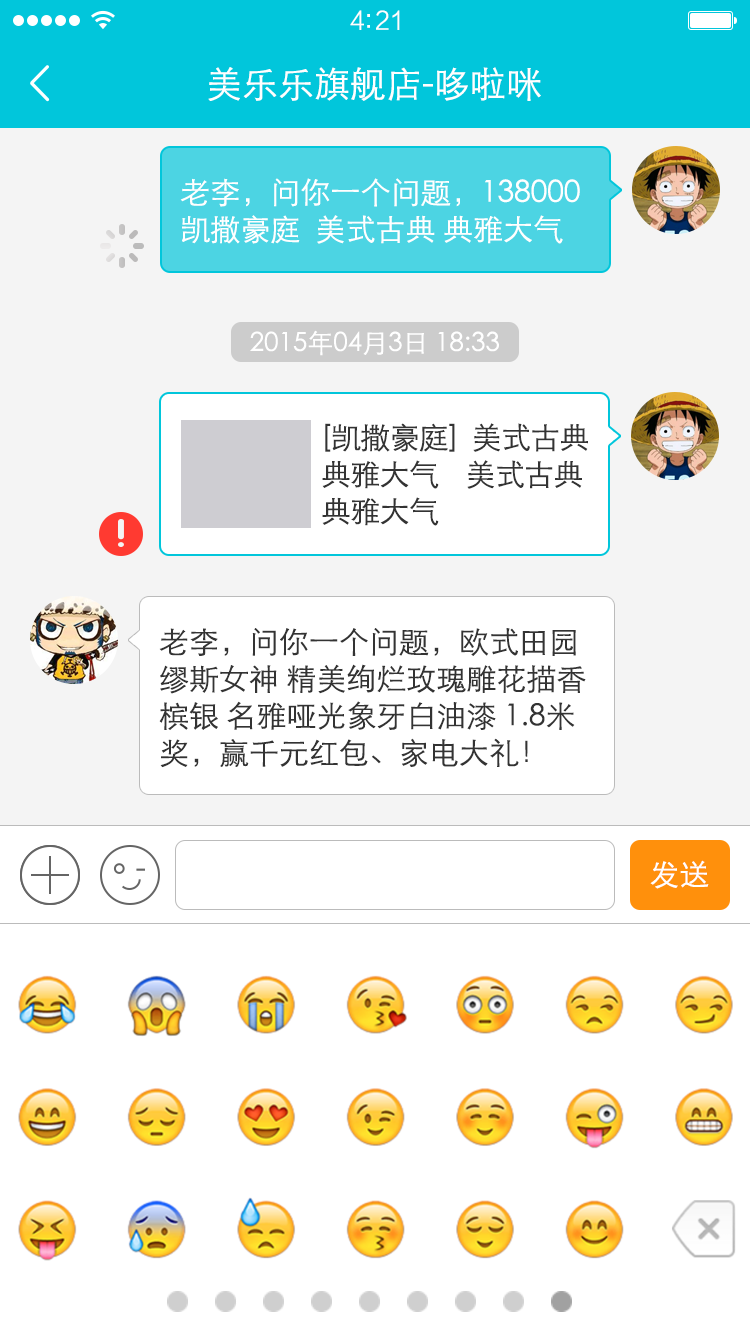 4:21
美乐乐旗舰店-哆啦咪
老李，问你一个问题，138000
凯撒豪庭 美式古典 典雅大气
2015年04月3日 18:33
[凯撒豪庭] 美式古典
典雅大气 美式古典
典雅大气
老李，问你一个问题，欧式田园
缪斯女神 精美绚烂玫瑰雕花描香
槟银 名雅哑光象牙白油漆 1.8米
奖，赢千元红包、家电大礼！
发送